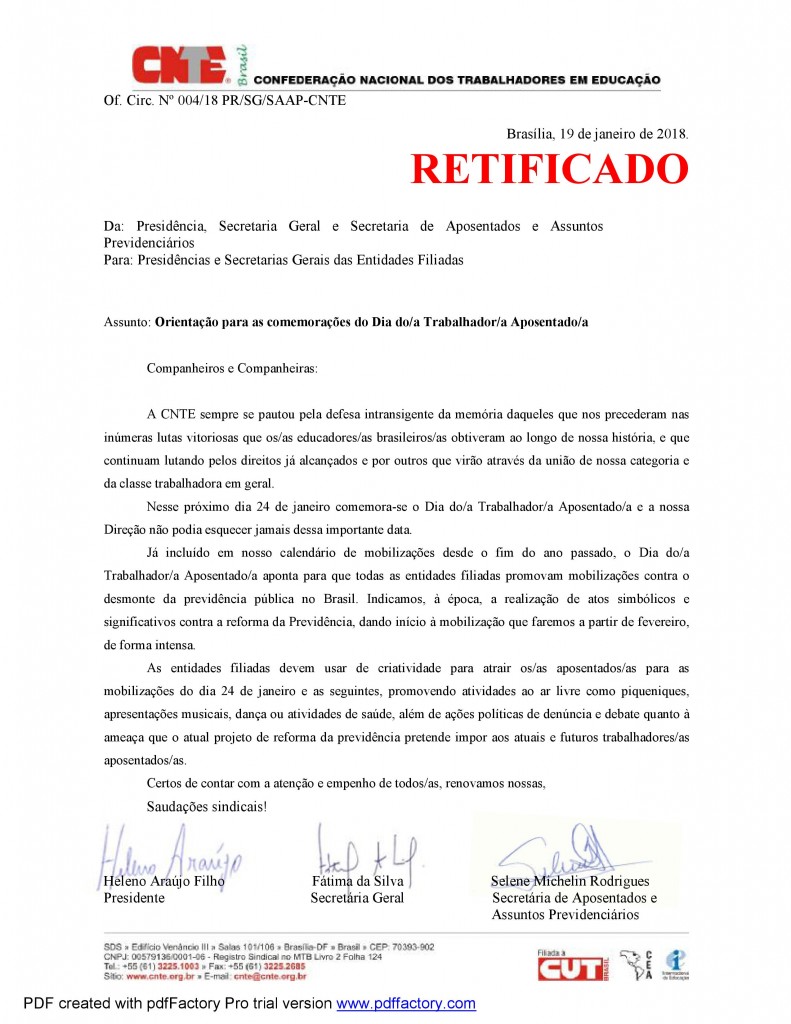 CNTE
Brasil
CONFEDERAÇÃO NACIONAL DOS TRABALHADORES EM EDUCAÇÃO
Of. Circ. Nº 004/18 PR/SG/SAAP-CNTE
Brasília, 19 de janeiro de 2018.
RETIFICADO
Da: Presidência, Secretaria Geral e Secretaria de Aposentados e Assuntos
Previdenciários
Para: Presidências e Secretarias Gerais das Entidades Filiadas
Assunto: Orientação para as comemorações do Dia do/a Trabalhador/a Aposentado/a
Companheiros e Companheiras:
A CNTE sempre se pautou pela defesa intransigente da memória daqueles que nos precederam nas
inúmeras lutas vitoriosas que os/as educadores/as brasileiros/as obtiveram ao longo de nossa história, e que
continuam lutando pelos direitos já alcançados e por outros que virão através da união de nossa categoria e
da classe trabalhadora em geral.
Nesse próximo dia 24 de janeiro comemora-se o Dia do/a Trabalhador/a Aposentado/a e a nossa
Direção não podia esquecer jamais dessa importante data.
Já incluído em nosso calendário de mobilizações desde o fim do ano passado, o Dia do/a
Trabalhador/a Aposentado/a aponta para que todas as entidades filiadas promovam mobilizações contra o
desmonte da previdência pública no Brasil. Indicamos, à época, a realização de atos simbólicos e
significativos contra a reforma da Previdência, dando início à mobilização que faremos a partir de fevereiro,
de forma intensa.
As entidades filiadas devem usar de criatividade para atrair os/as aposentados/as para as
mobilizações do dia 24 de janeiro e as seguintes, promovendo atividades ao ar livre como piqueniques,
apresentações musicais, dança ou atividades de saúde, além de ações políticas de denúncia e debate quanto à
ameaça que o atual projeto de reforma da previdência pretende impor aos atuais e futuros trabalhadores/as
aposentados/as.
Certos de contar com a atenção e empenho de todos/as, renovamos nossas,
Saudações sindicais!
Heleno Araújo
Heleno Araújo Filho
Presidente
Fátima da Silva
Secretária Geral
Selene Michelin Rodrigues
Secretária de Aposentados e
Assuntos Previdenciários
SDS » Edifício Venâncio III » Salas 101/106 » Brasília-DF » Brasil » CEP: 70393-902
CNPJ: 00579136/0001-06 - Registro Sindical no MTB Livro 2 Folha 124
Tel.: +55 (61) 3225.1003 » Fax: +55 (61) 3225.2685
Sítio: www.cnte.org.br » E-mail: cnte@cnte.org.br
Filiada à
CUT
BRASIL
CEA
Internacional
da Educação
PDF created with pdfFactory Pro trial version www.pdffactory.com